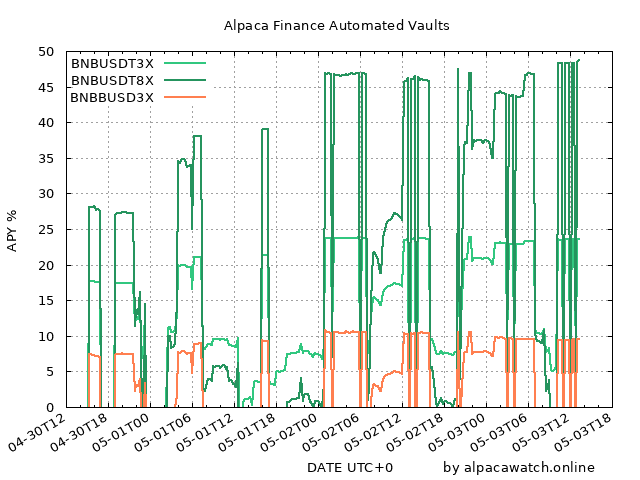 Alpaca Finance Automated Vaults
BNBUSDT3X
BNBUSDT8X
BNBBUSD3X
APY %
50
45
40
35
30
25
20
15
10
5
0
04-30T12
04-30T18
05-01T00
05-01T06
05-01T12
05-01T18
05-02T00
05-02T06
05-02T12
05-02T18
05-03T00
05-03T06
05-03T12
05-03T18
DATE UTC+0
by alpacawatch.online